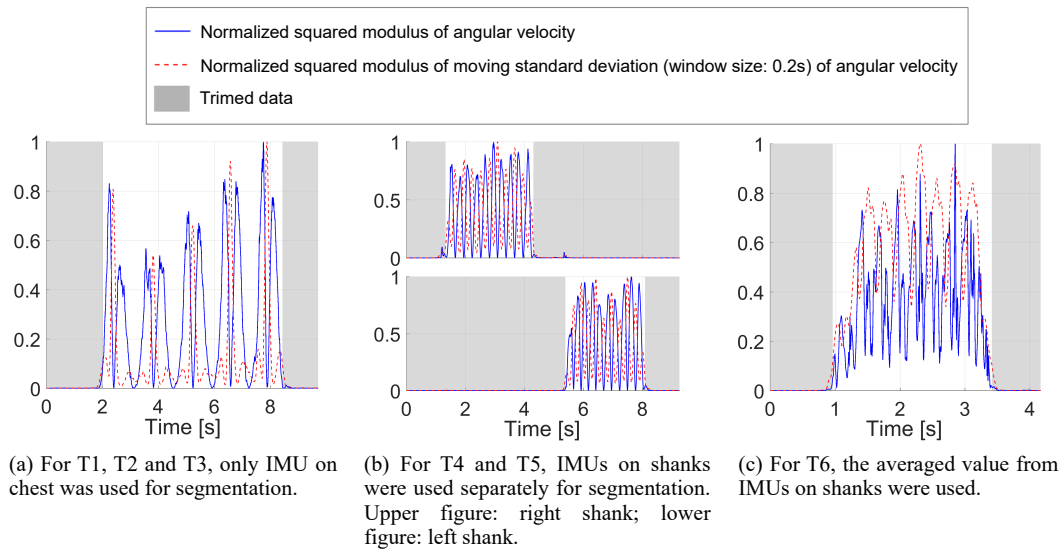 Normalized squared modulus of angular velocity
Normalized squared modulus of moving standard deviation (window size: 0.2s) of angular velocity
Trimed data
1
0.8
0.6
0.4
0.2
0
0 2 4 6 8
Time [s]
1
0.5
0
1
0.5
0
0 2 4 6 8
Time [s]
1
0.8
0.6
0.4
0.2
0
0 1 2 3 4
Time [s]
(a) For T1, T2 and T3, only IMU on
chest was used for segmentation.
(b) For T4 and T5, IMUs on shanks
were used separately for segmentation.
Upper figure: right shank; lower
figure: left shank.
(c) For T6, the averaged value from
IMUs on shanks were used.